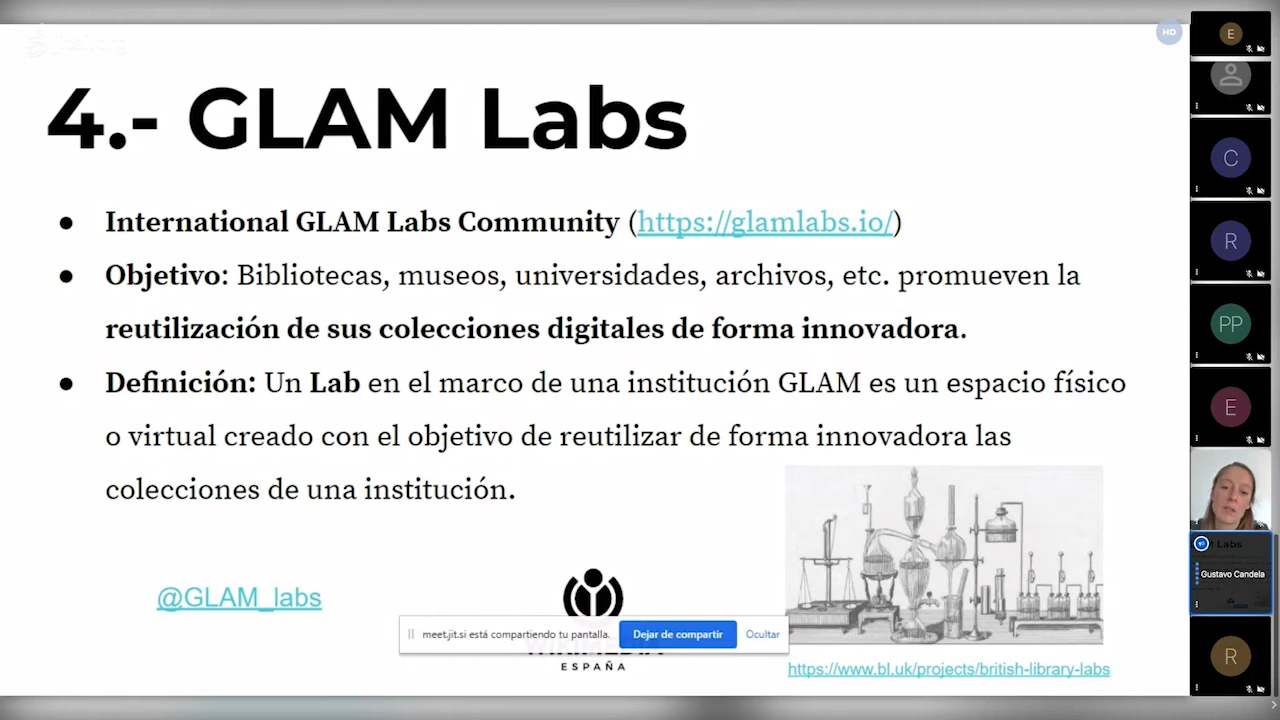 HD
4.- GLAM Labs
● International GLAM Labs Community (https://glamlabs.io/)
● Objetivo: Bibliotecas, museos, universidades, archivos, etc. promueven la
reutilización de sus colecciones digitales de forma innovadora.
● Definición: Un Lab en el marco de una institución GLAM es un espacio físico
o virtual creado con el objetivo de reutilizar de forma innovadora las
colecciones de una institución.
@GLAM_labs
meet.jit.si está compartiendo tu pantalla.
Dejar de compartir
Ocultar
ESPAÑA
https://www.bl.uk/projects/british-library-labs
E
C
R
PP
E
Labs
Gustavo Candela
R